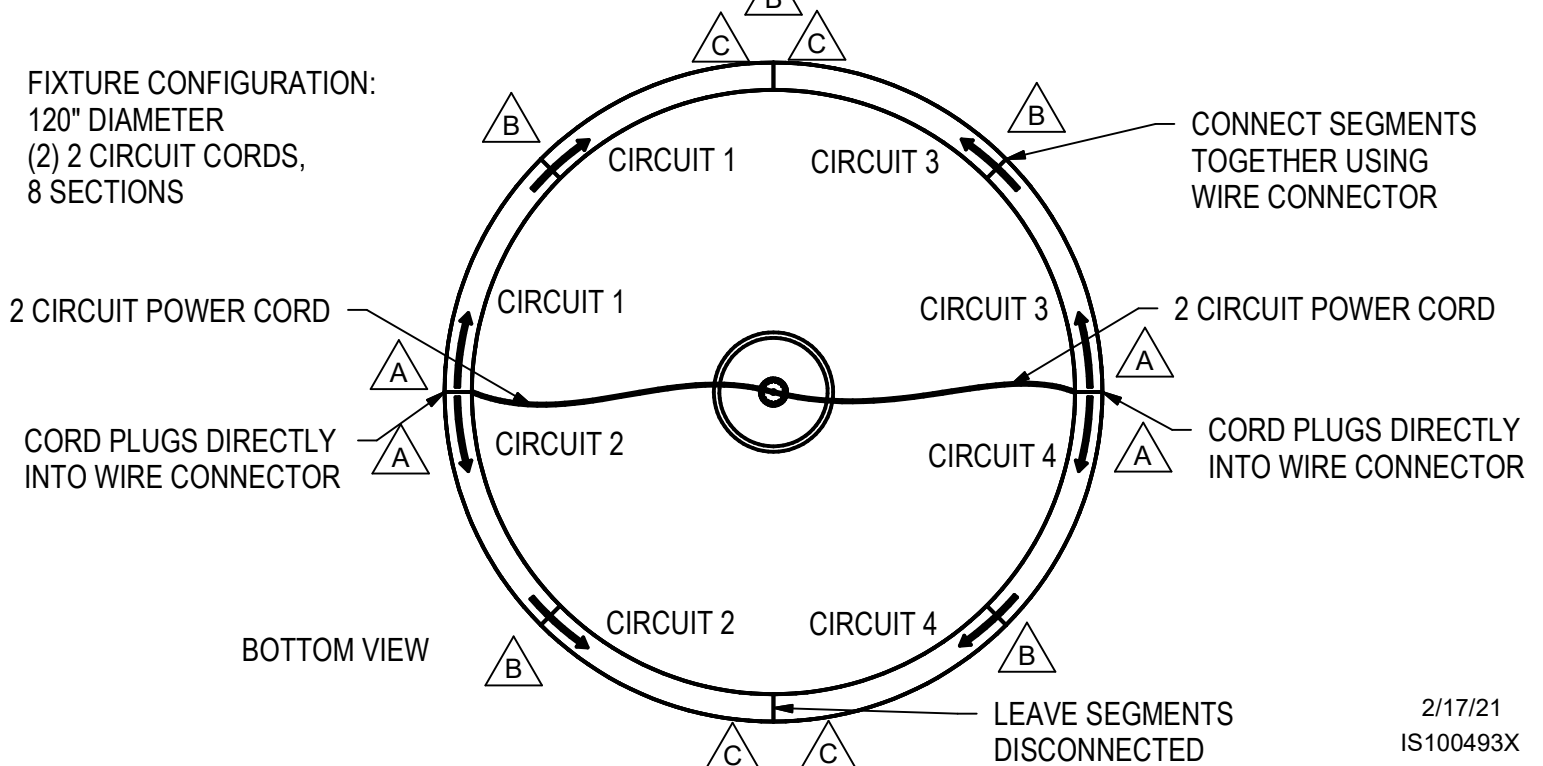 B
C C
FIXTURE CONFIGURATION:
120" DIAMETER
(2) 2 CIRCUIT CORDS,
8 SECTIONS
B
B
CONNECT SEGMENTS
TOGETHER USING
WIRE CONNECTOR
CIRCUIT 1
CIRCUIT 3
CIRCUIT 1
CIRCUIT 3
2 CIRCUIT POWER CORD
2 CIRCUIT POWER CORD
A
A
CORD PLUGS DIRECTLY
INTO WIRE CONNECTOR
A
CIRCUIT 2
CIRCUIT 4
A
CORD PLUGS DIRECTLY
INTO WIRE CONNECTOR
CIRCUIT 2
CIRCUIT 4
BOTTOM VIEW
B
B
LEAVE SEGMENTS
DISCONNECTED
C C
2/17/21
IS100493X